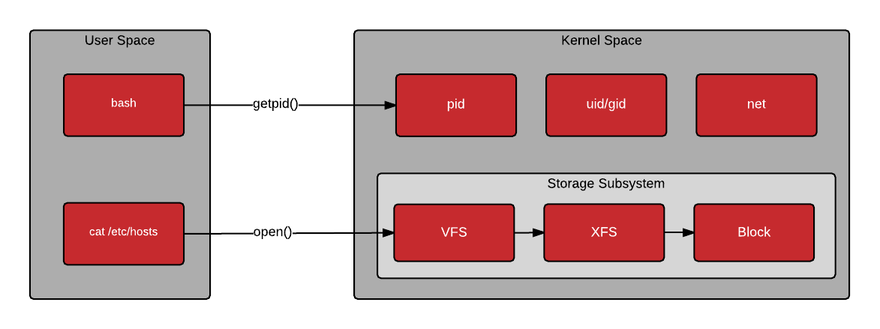 User Space
Kernel Space
bash
getpid()
pid
uid/gid
net
Storage Subsystem
cat /etc/hosts
open()
VFS
XFS
Block